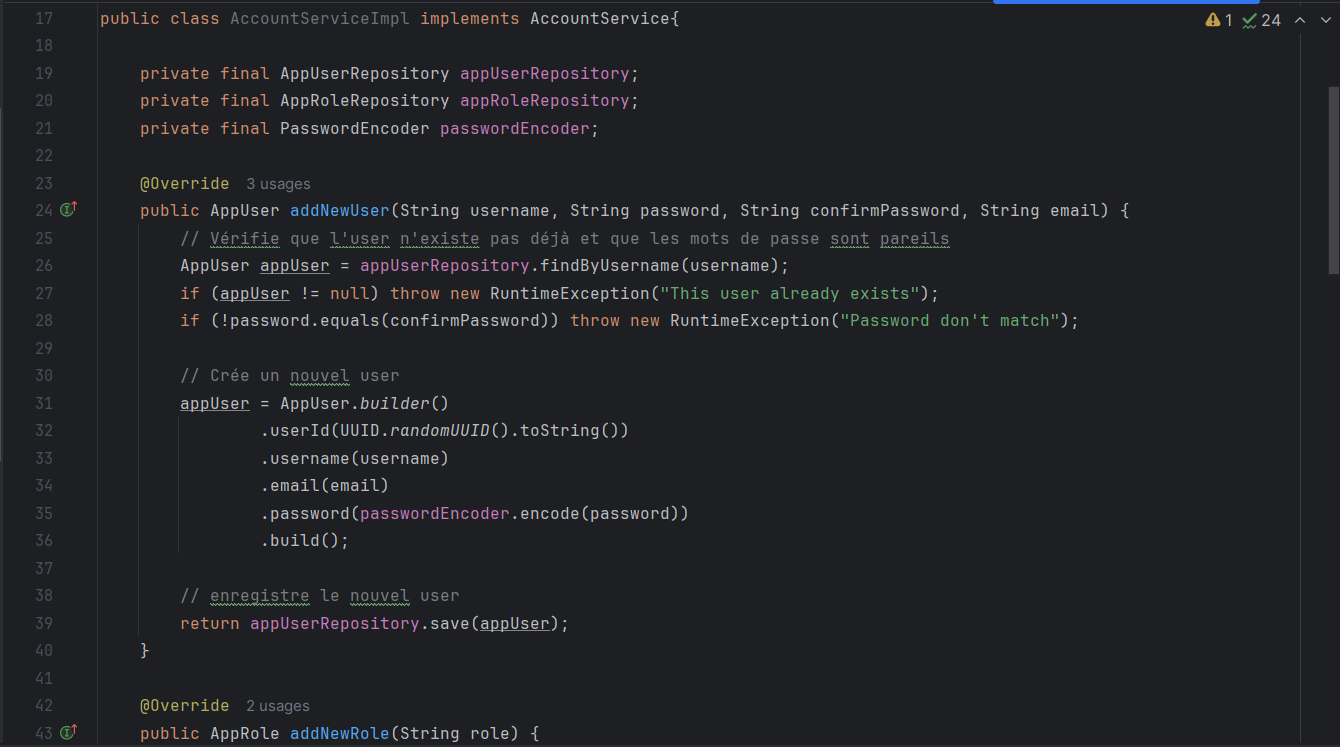 17 public class AccountServiceImpl implements AccountService{ 1 24
18
19 private final AppUserRepository appUserRepository;
20 private final AppRoleRepository appRoleRepository;
21 private final PasswordEncoder passwordEncoder;
22
23 @Override 3 usages
24 public AppUser addNewUser(String username, String password, String confirmPassword, String email) {
25 // Vérifie que l'user n'existe pas déjà et que les mots de passe sont pareils
26 AppUser appUser = appUserRepository.findByUsername(username);
27 if (appUser != null) throw new RuntimeException("This user already exists");
28 if (!password.equals(confirmPassword)) throw new RuntimeException("Password don't match");
29
30 // Crée un nouvel user
31 appUser = AppUser.builder()
32 .userId(UUID.randomUUID().toString())
33 .username(username)
34 .email(email)
35 .password(passwordEncoder.encode(password))
36 .build();
37
38 // enregistre le nouvel user
39 return appUserRepository.save(appUser);
40 }
41
42 @Override 2 usages
43 public AppRole addNewRole(String role) {